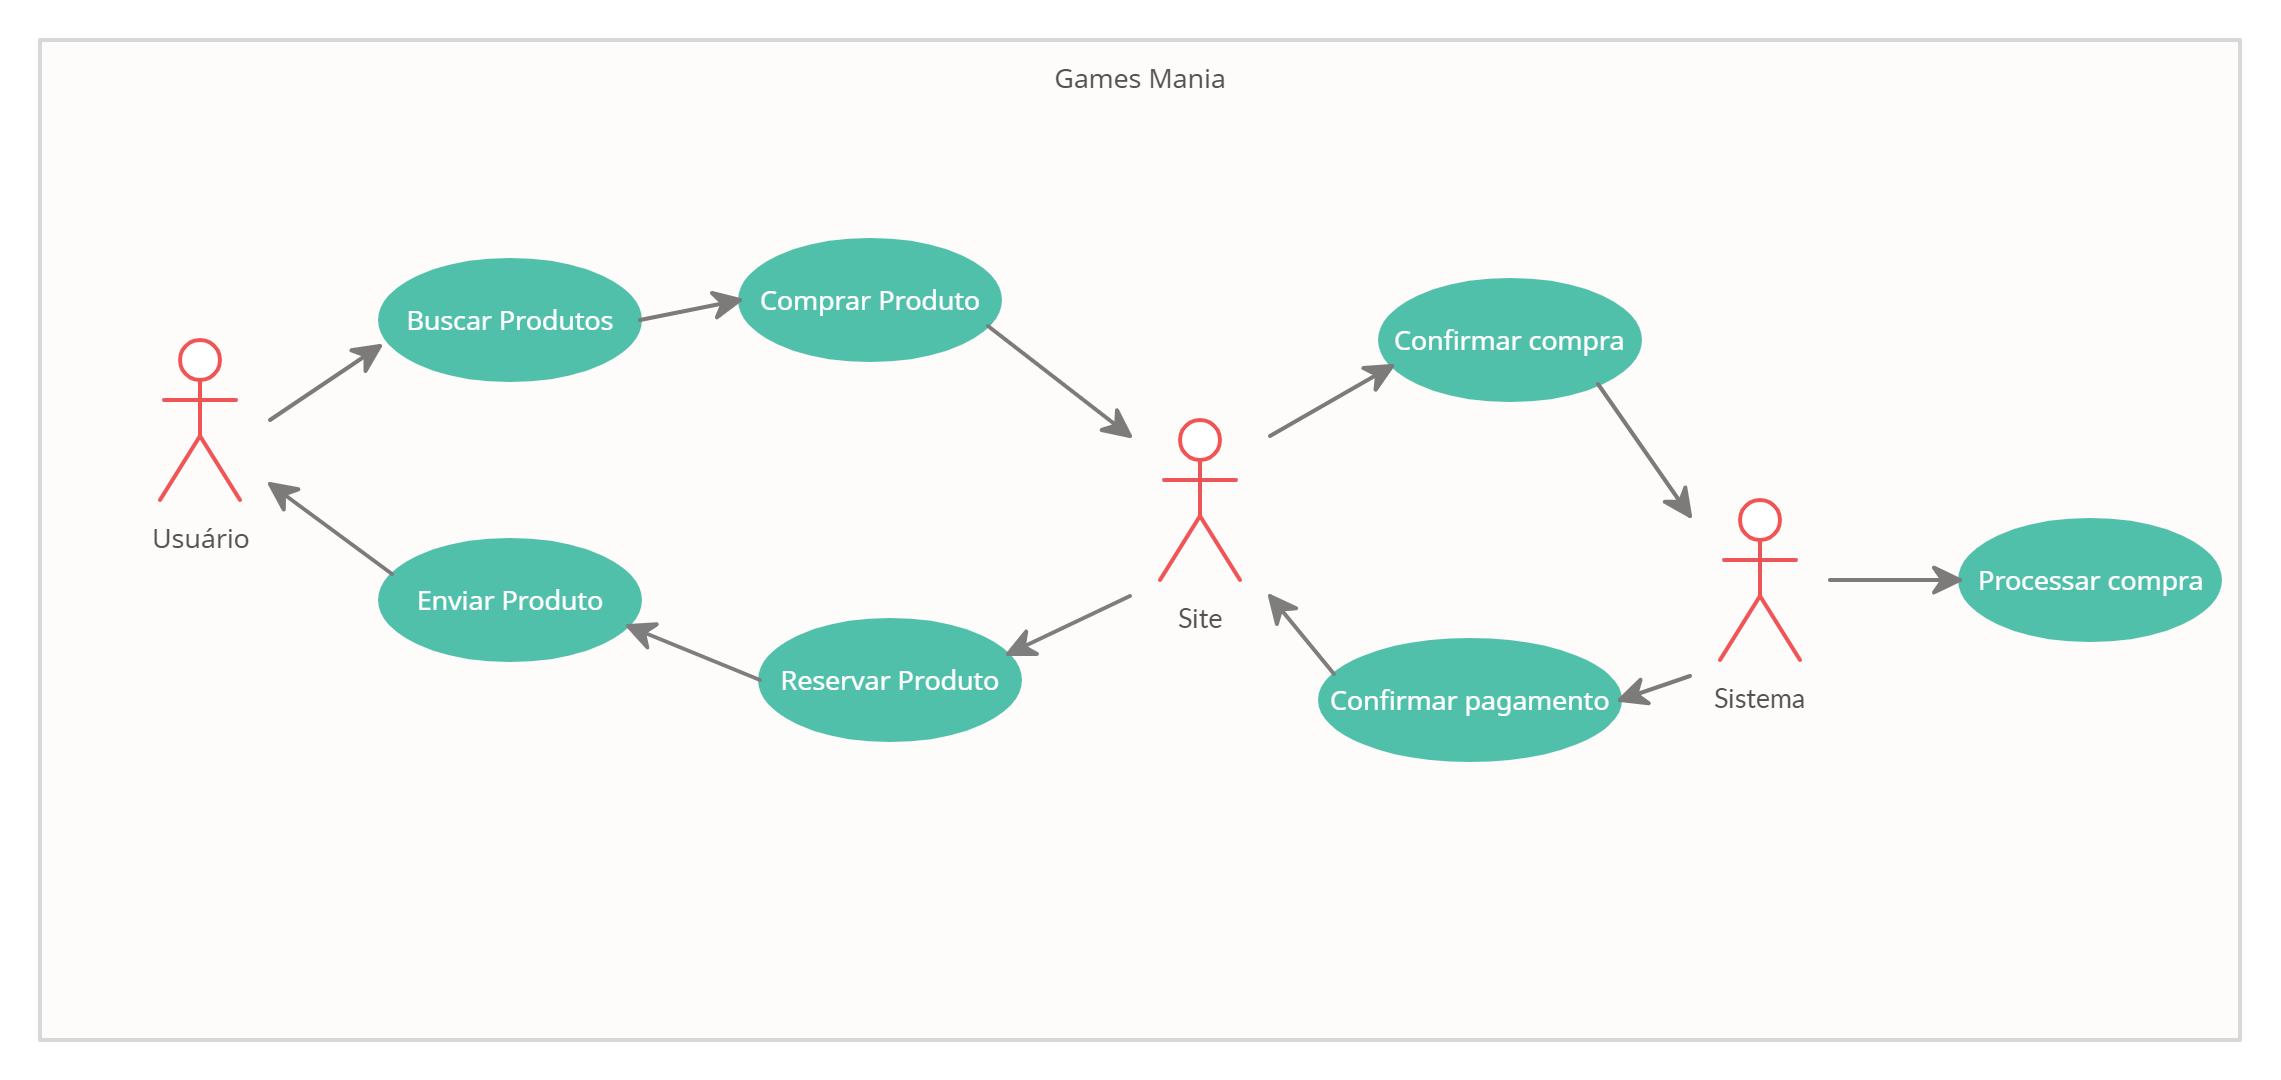 Games Mania
Buscar Produtos
Comprar Produto
Confirmar compra
Usuário
Enviar Produto
Site
Processar compra
Reservar Produto
Confirmar pagamento
Sistema